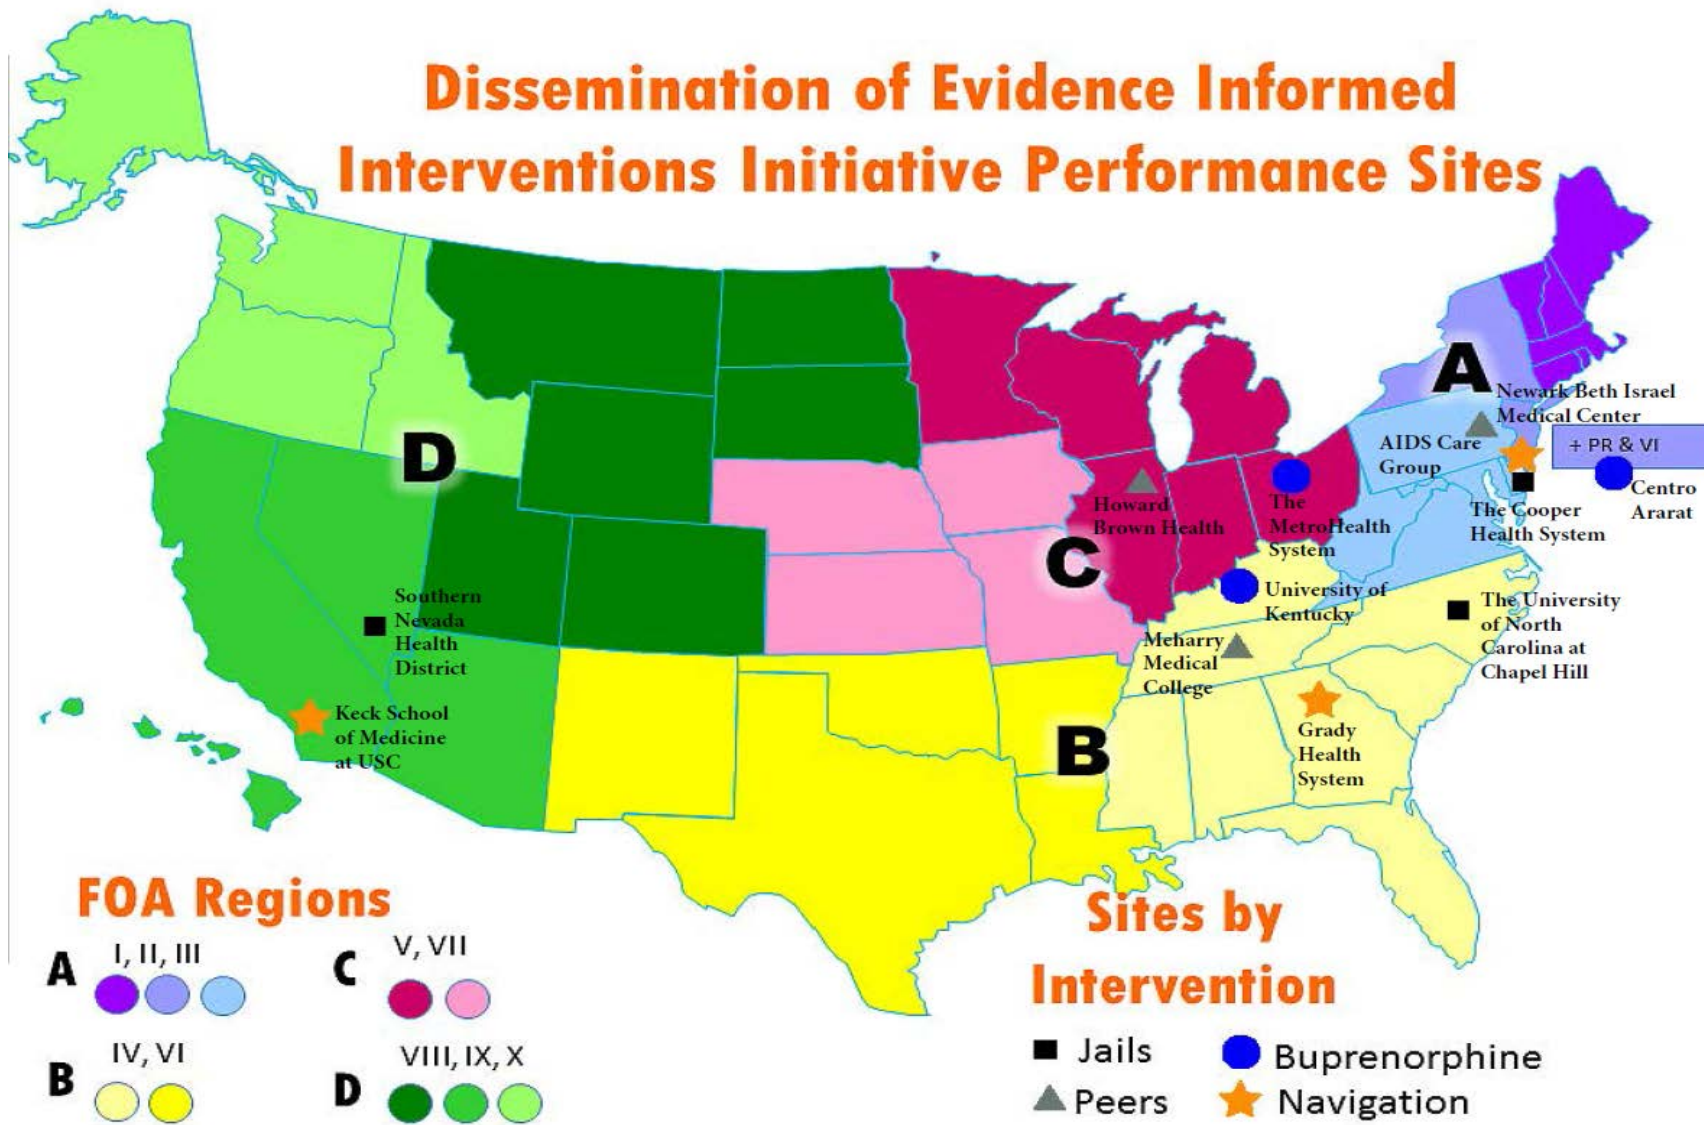 Dissemination of Evidence Informed
Interventions Initiative Performance Sites
A
Newark Beth Israel
Medical Center
AIDS Care
Group
+ PR & VI
Centro
Ararat
The Cooper
Health System
D
Howard
Brown Health
The
MetroHealth
System
C
University of
Kentucky
Southern
Nevada
Health
District
The University
of North
Carolina at
Chapel Hill
Meharry
Medical
College
Keck School
of Medicine
at USC
B
Grady
Health
System
FOA Regions
A I, II, III
C V, VII
B IV, VI
D VIII, IX, X
Sites by
Intervention
Jails
Buprenorphine
Peers
Navigation